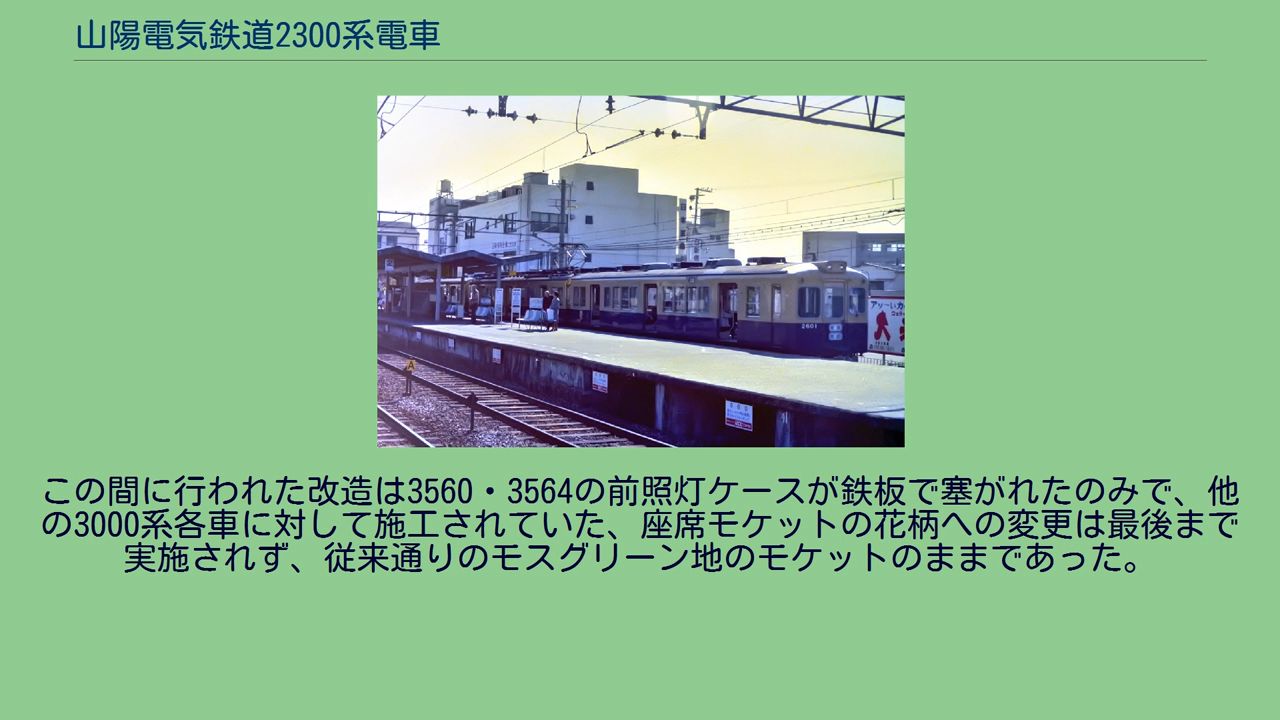 山陽電気鉄道2300系電車
2601
アッ〜いカ
この間に行われた改造は3560・3564の前照灯ケースが鉄板で塞がれたのみで、他
の3000系各車に対して施工されていた、座席モケットの花柄への変更は最後まで
実施されず、従来通りのモスグリーン地のモケットのままであった。